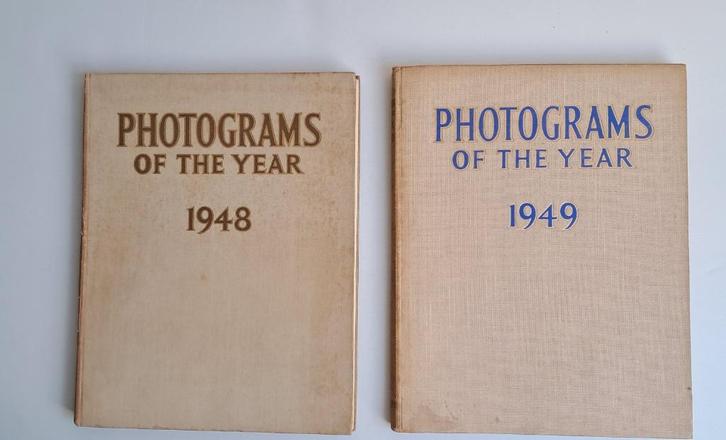 PHOTOGRAMS
OF THE YEAR
1948
PHOTOGRAMS
OF THE YEAR
1949